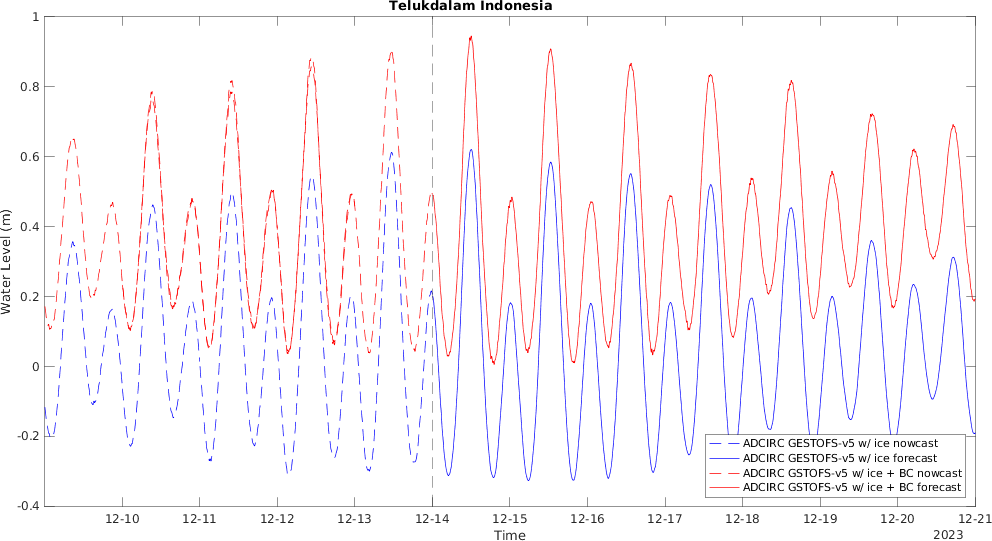 Telukdalam Indonesia
1
0.8
0.6
0.4
0.2
0
-0.2
-0.4
Water Level (m)
ADCIRC GESTOFS-v5 w/ ice nowcast
ADCIRC GESTOFS-v5 w/ ice forecast
ADCIRC GSTOFS-v5 w/ ice + BC nowcast
ADCIRC GSTOFS-v5 w/ ice + BC forecast
12-10 12-11 12-12 12-13 12-14 12-15 12-16 12-17 12-18 12-19 12-20 12-21
Time
2023